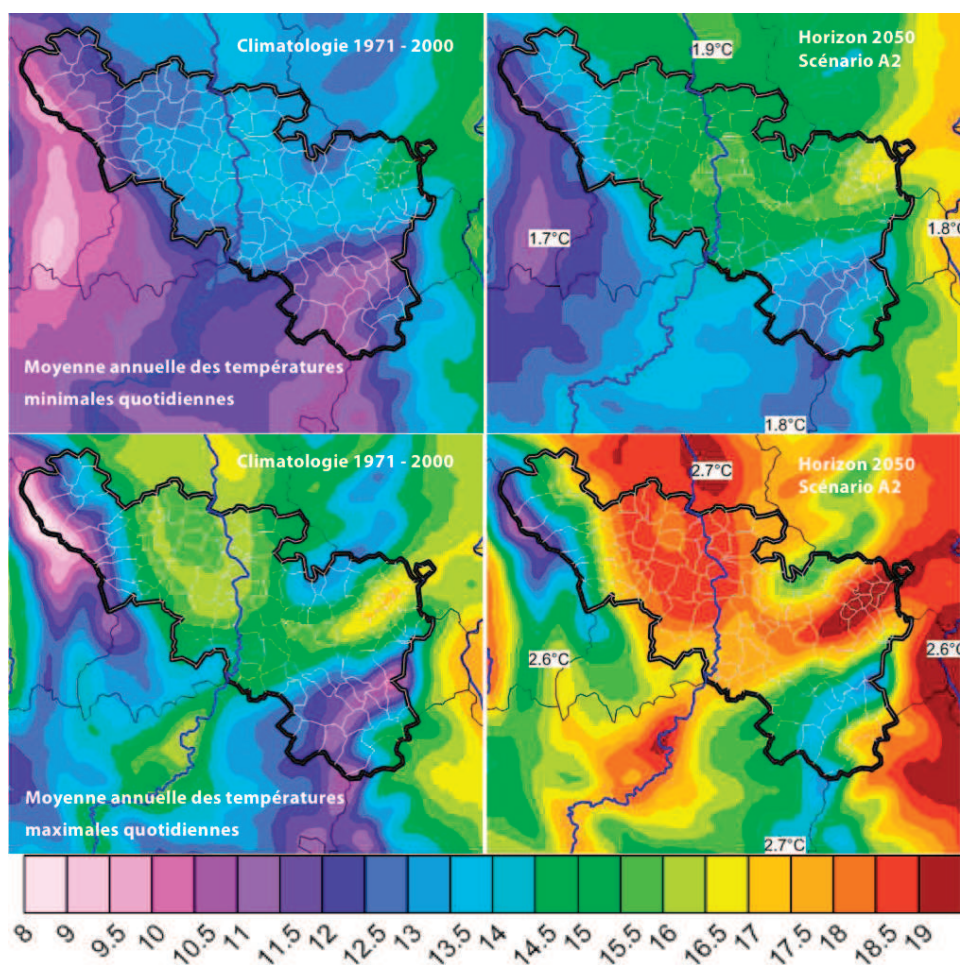 Climatologie 1971 - 2000
Horizon 2050
Scénario A2
1.9°C
1.7°C
1.8°C
1.8°C
Moyenne annuelle des températures
minimales quotidiennes
Climatologie 1971 - 2000
Horizon 2050
Scénario A2
2.7°C
2.6°C
2.6°C
2.7°C
Moyenne annuelle des températures
maximales quotidiennes
8 9 9.5 10 10.5 11 11.5 12 12.5 13 13.5 14 14.5 15 15.5 16 16.5 17 17.5 18 18.5 19